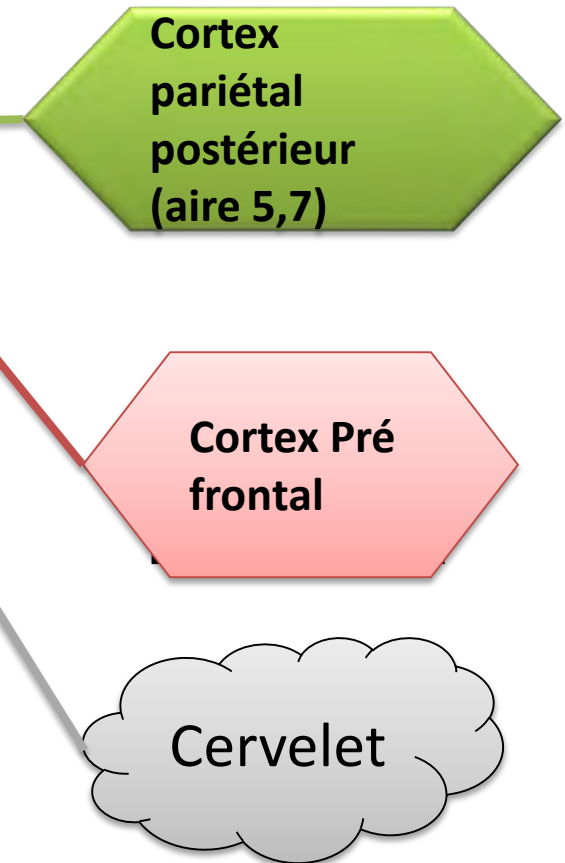 Cortex
pariétal
postérieur
(aire 5,7)
Cortex Pré
frontal
Cervelet